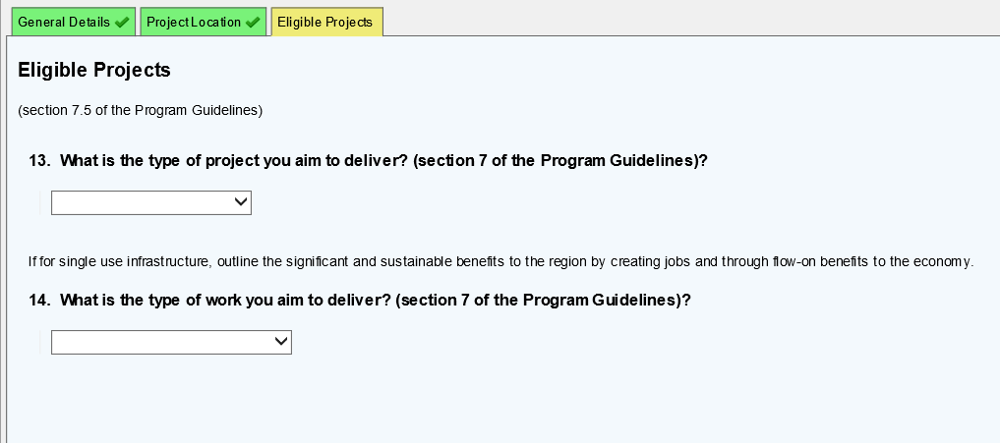 General Details Project Location Eligible Projects
Eligible Projects
(section 7.5 of the Program Guidelines)
13. What is the type of project you aim to deliver? (section 7 of the Program Guidelines)?
If for single use infrastructure, outline the significant and sustainable benefits to the region by creating jobs and through flow-on benefits to the economy.
14. What is the type of work you aim to deliver? (section 7 of the Program Guidelines)?